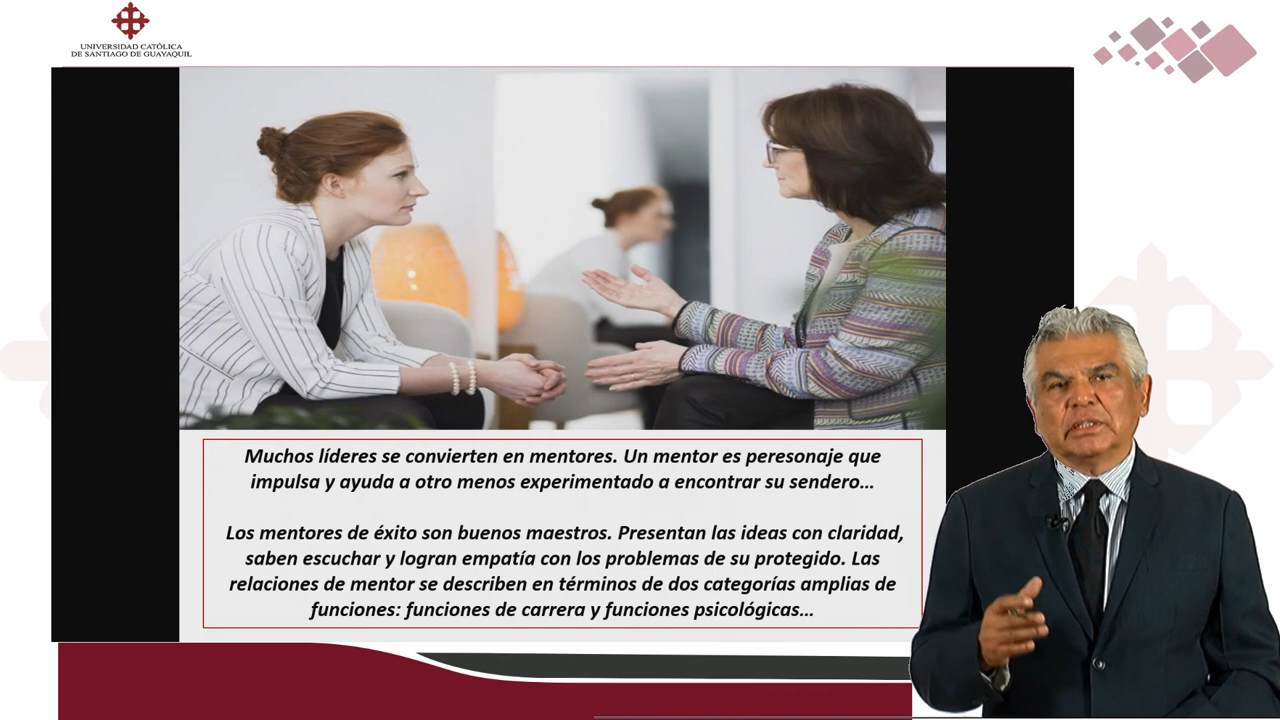 UNIVERSIDAD CATÓLICA
DE SANTIAGO DE GUAYAQUIL
Muchos líderes se convierten en mentores. Un mentor es peresonaje que
impulsa y ayuda a otro menos experimentado a encontrar su sendero...
Los mentores de éxito son buenos maestros. Presentan las ideas con claridad,
saben escuchar y logran empatía con los problemas de su protegido. Las
relaciones de mentor se describen en términos de dos categorías amplias de
funciones: funciones de carrera y funciones psicológicas...